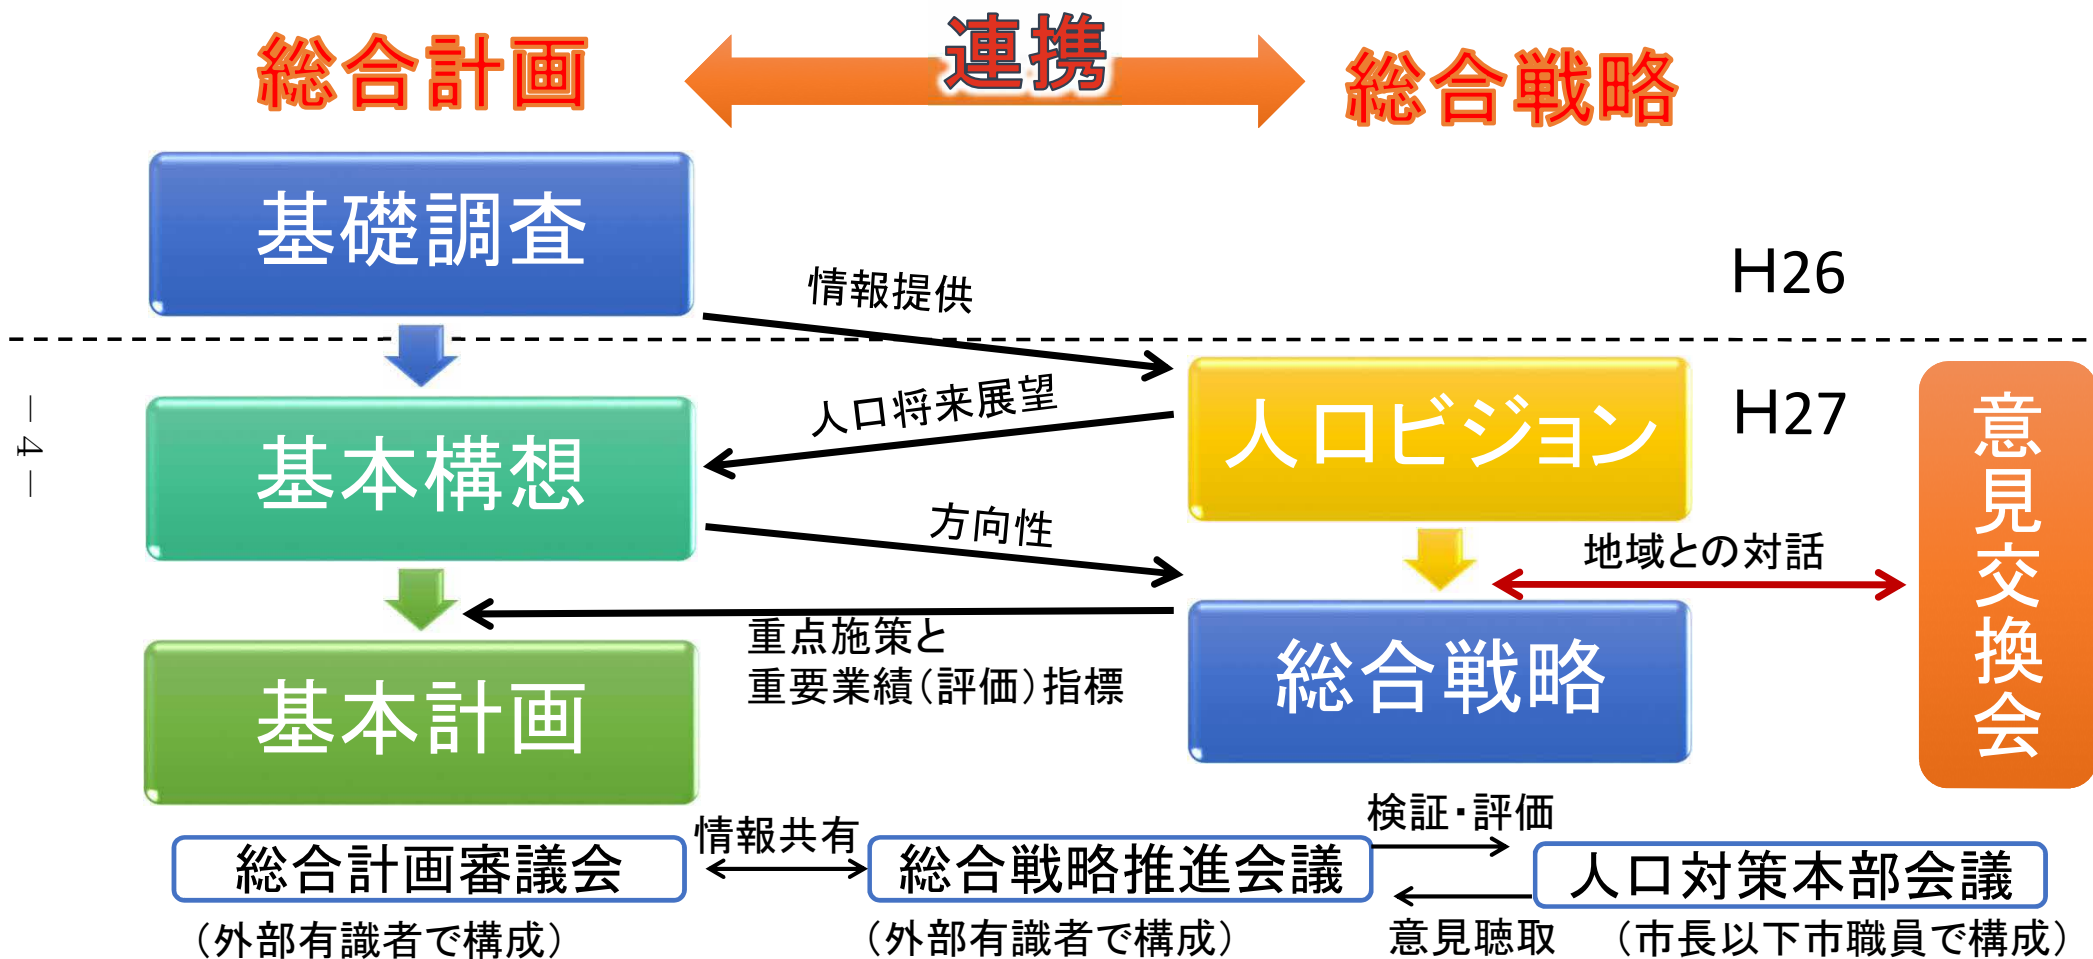 総合計画
連携
総合戦略
基礎調査
情報提供
H26
人口将来展望
人口ビジョン
H27
基本構想
方向性
地域との対話
意見交換会
重点施策と
重要業績(評価)指標
総合戦略
基本計画
情報共有
検証・評価
総合計画審議会
総合戦略推進会議
人口対策本部会議
(外部有識者で構成)
(外部有識者で構成)
意見聴取
(市長以下市職員で構成)
― 4 ―